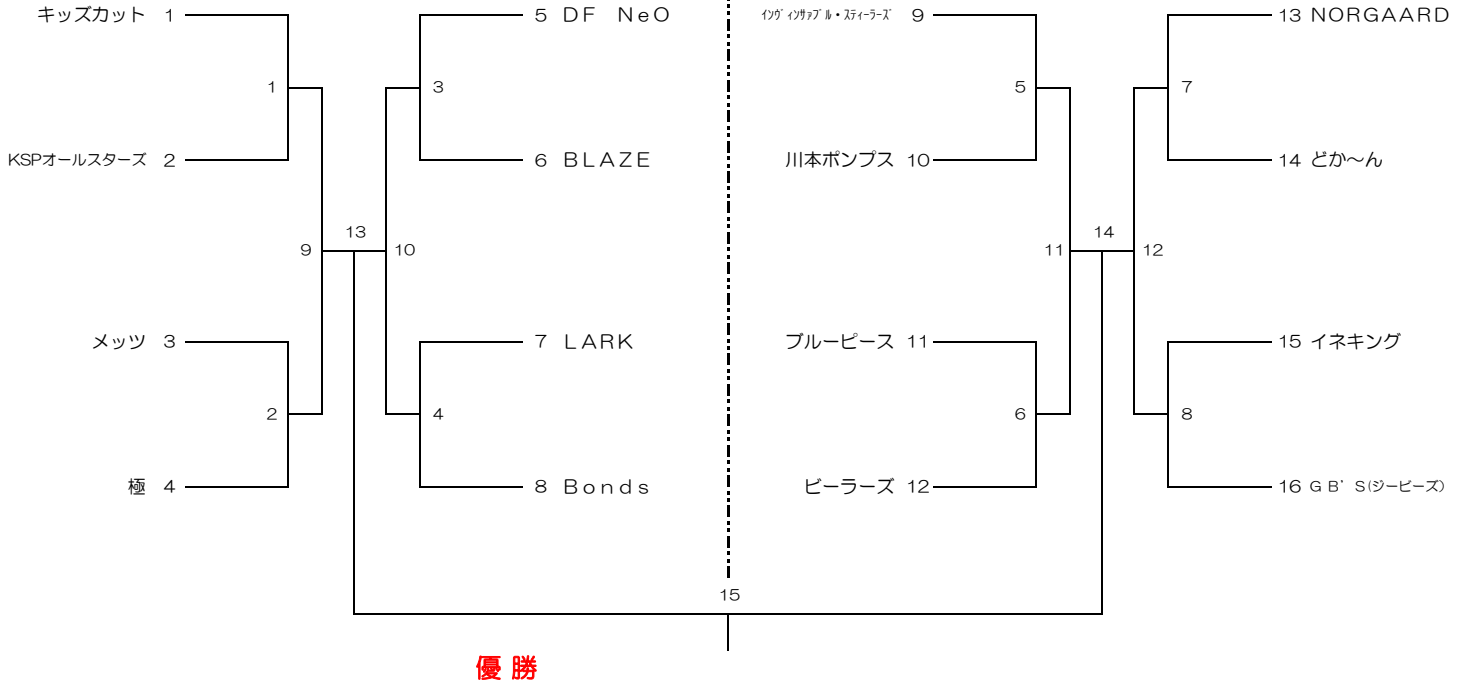 キッズカット 1
5 DF NeO
ｲﾝｳﾞｨﾝｻｧﾌﾞﾙ・ｽﾃｨｰﾗｰｽﾞ 9
13 NORGAARD
1
3
5
7
KSPオールスターズ 2
6 BLAZE
川本ポンプス 10
14 どか～ん
13
14
9
10
11
12
メッツ 3
7 LARK
ブルーピース 11
15 イネキング
2
4
6
8
極 4
8 Bonds
ビーラーズ 12
16 ＧＢ’Ｓ(ジービーズ)
15
優勝